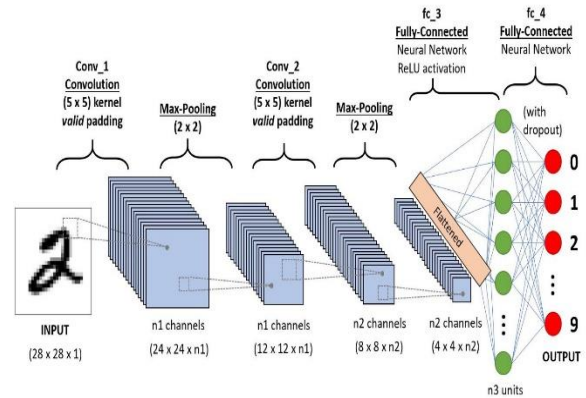 fc_3
Fully-Connected
Neural Network
ReLU activation
fc_4
Fully-Connected
Neural Network
Conv_1
Convolution
(5 x 5) kernel
valid padding
Max-Pooling
(2 x 2)
Conv_2
Convolution
(5 x 5) kernel
valid padding
Max-Pooling
(2 x 2)
(with
dropout)
Flattened
2
0
1
2
9
INPUT
(28 x 28 x 1)
n1 channels
(24 x 24 x n1)
n1 channels
(12 x 12 x n1)
n2 channels
(8 x 8 x n2)
n2 channels
(4 x 4 x n2)
OUTPUT
n3 units